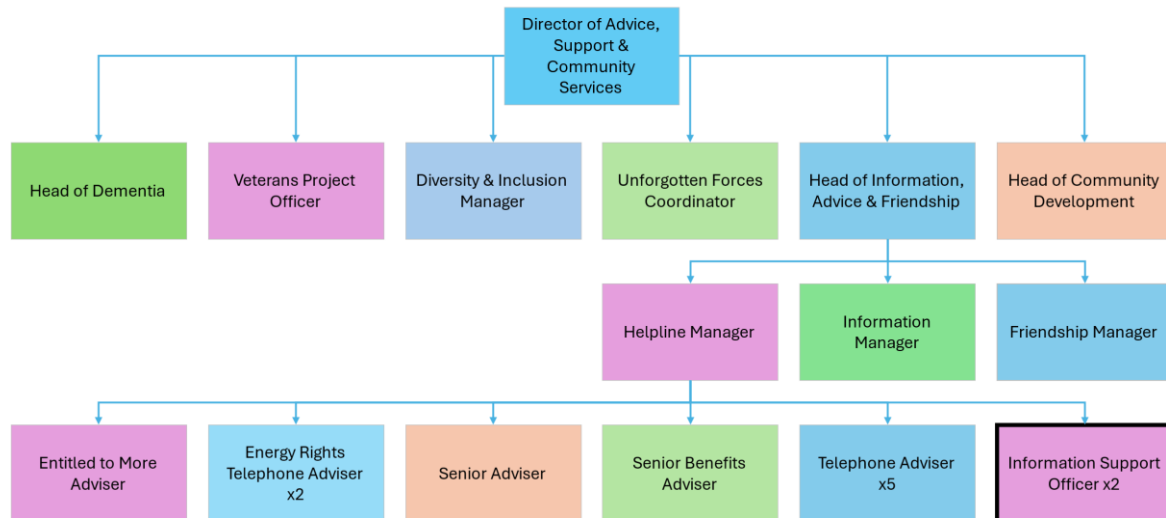 Director of Advice,
Support &
Community
Services
Head of Dementia
Veterans Project
Officer
Diversity & Inclusion
Manager
Unforgotten Forces
Coordinator
Head of Information,
Advice & Friendship
Head of Community
Development
Helpline Manager
Information
Manager
Friendship Manager
Entitled to More
Adviser
Energy Rights
Telephone Adviser
x2
Senior Adviser
Senior Benefits
Adviser
Telephone Adviser
x5
Information Support
Officer x2